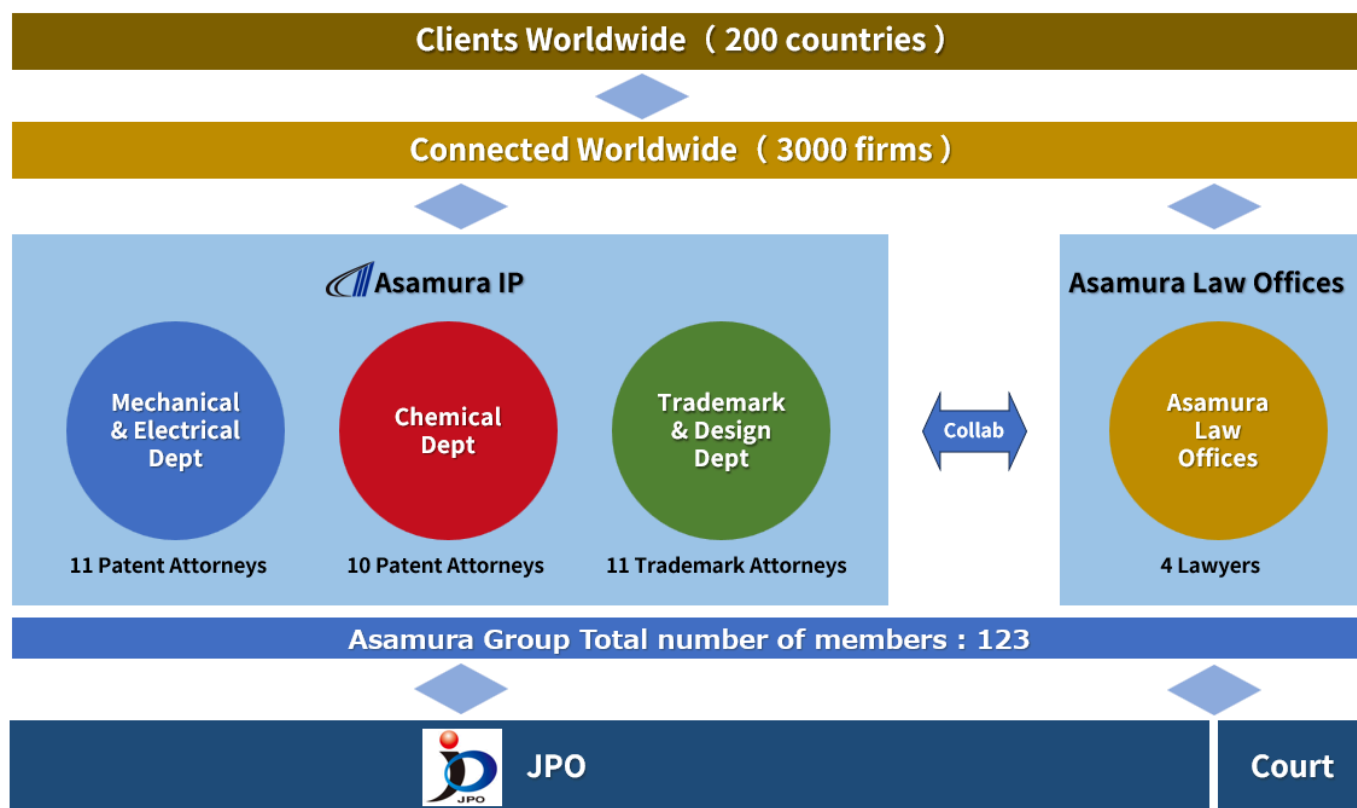 Clients Worldwide（ 200 countries ）
Connected Worldwide（ 3000 firms ）
Asamura IP
Mechanical
& Electrical
Dept
11 Patent Attorneys
Chemical
Dept
10 Patent Attorneys
Trademark
& Design
Dept
11 Trademark Attorneys
Collab
Asamura Law Offices
Asamura
Law
Offices
4 Lawyers
Asamura Group Total number of members : 123
JPO
JPO
Court